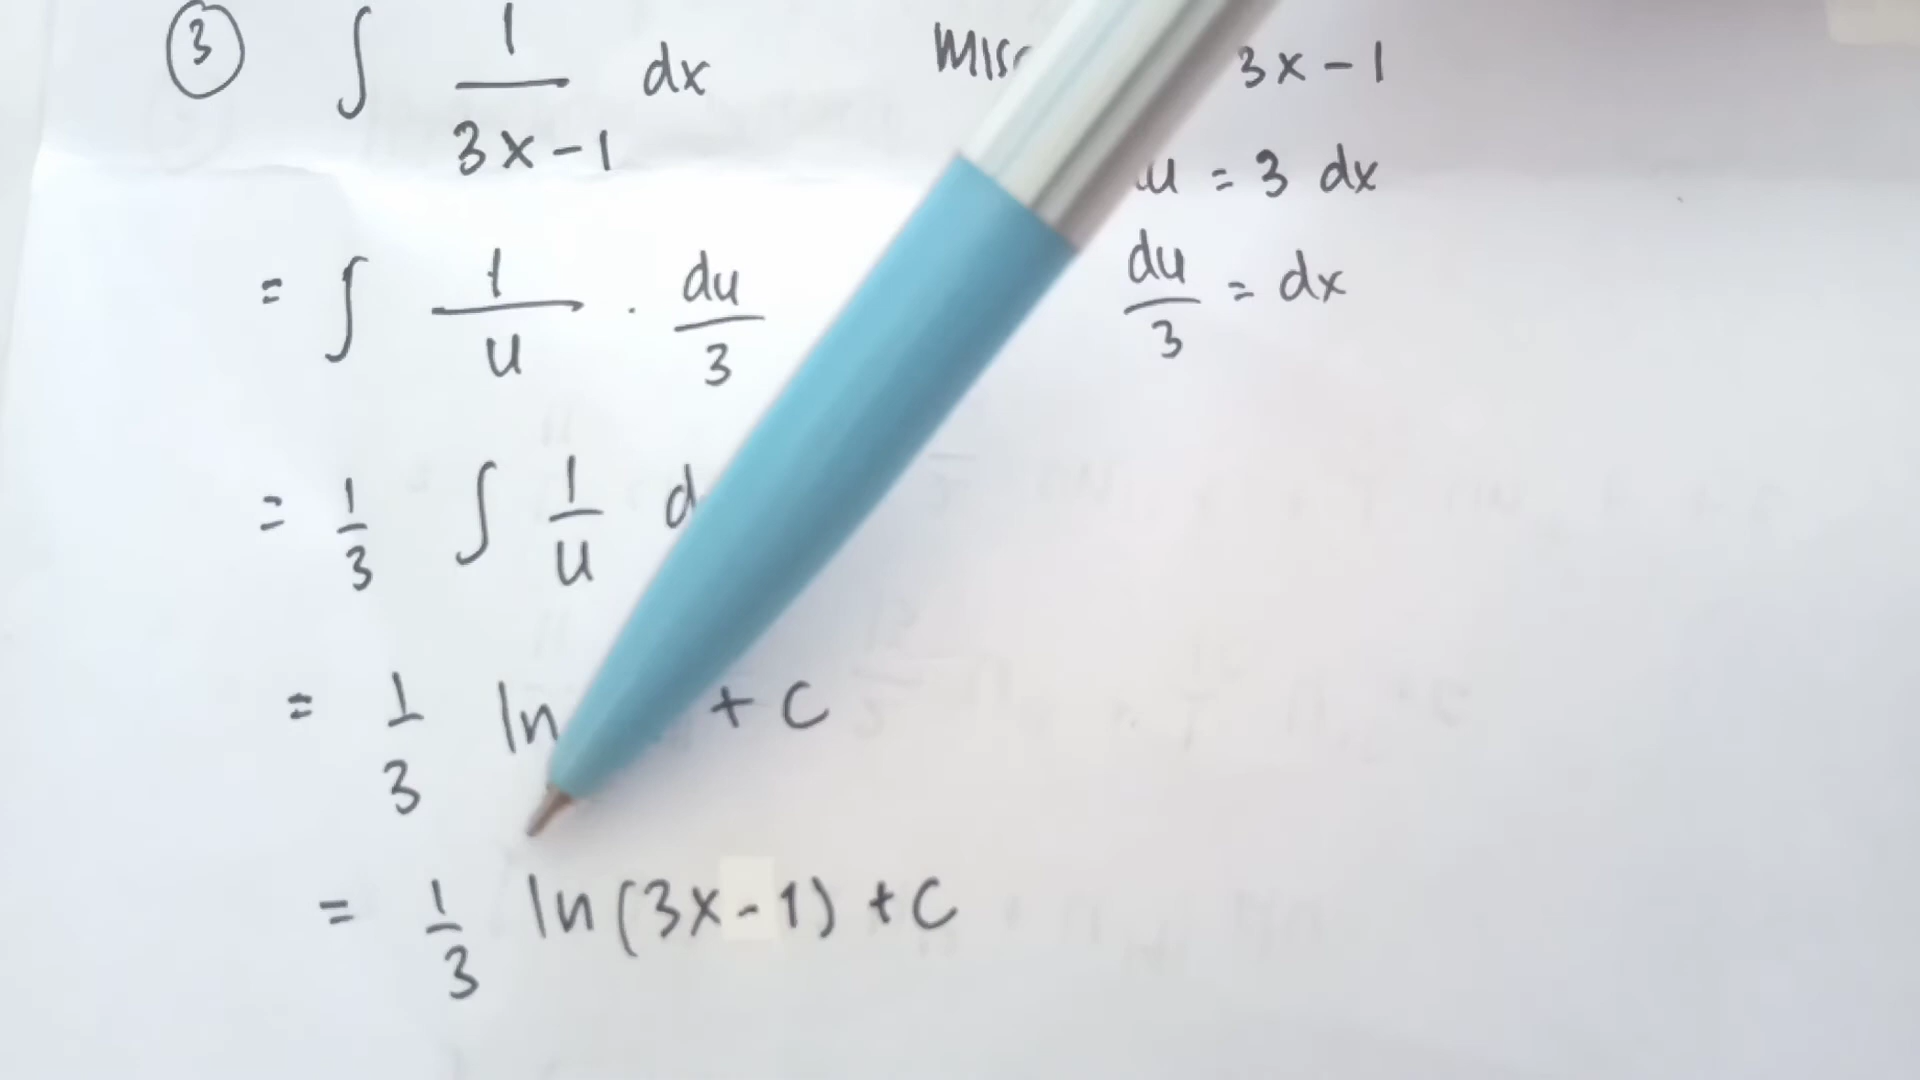 ③ ∫ 1/(3x-1) dx
3x-1
= 3 dx
= ∫ 1/u · du/3
du/3 = dx
= 1/3 ∫ 1/u
= 1/3 ln + C
= 1/3 ln(3x-1) + C